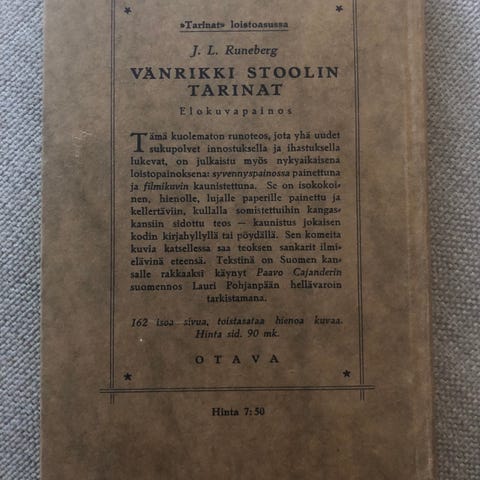 »Tarinat» loistoasussa
J. L. Runeberg
VÄNRIKKI STOOLIN
TARINAT
Elokuvapainos
Tämä kuolematon runoteos, jota yhä uudet
sukupolvet innostuksella ja ihastuksella
lukevat, on julkaistu myös nykyaikaisena
loistopainoksena: syvennyspainossa painettuna
ja filmikuvin kaunistettuna. Se on isokokoi-
nen, hienolle, lujalle paperille painettu ja
kellertäviin, kullalla somistettuihin kangas-
kansiin sidottu teos — kaunistus jokaisen
kodin kirjahyllyllä tai pöydällä. Sen komeita
kuvia katsellessa saa teoksen sankarit ilmi-
elävinä eteensä. Tekstinä on Suomen kan-
salle rakkaaksi käynyt Paavo Cajanderin
suomennos Lauri Pohjanpään hellävaroin
tarkistamana.
162 isoa sivua, toistasataa hienoa kuvaa.
Hinta sid. 90 mk.
OTAVA
Hinta 7:50